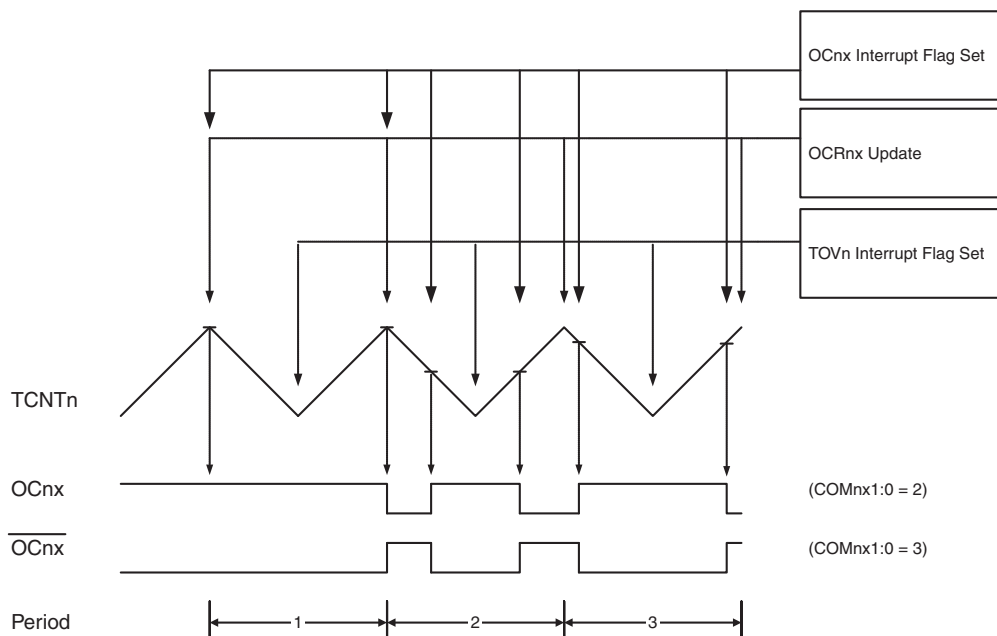 OCnx Interrupt Flag Set
OCRnx Update
TOVn Interrupt Flag Set
TCNTn
OCnx
(COMnx1:0 = 2)
OCnx
(COMnx1:0 = 3)
Period
1
2
3